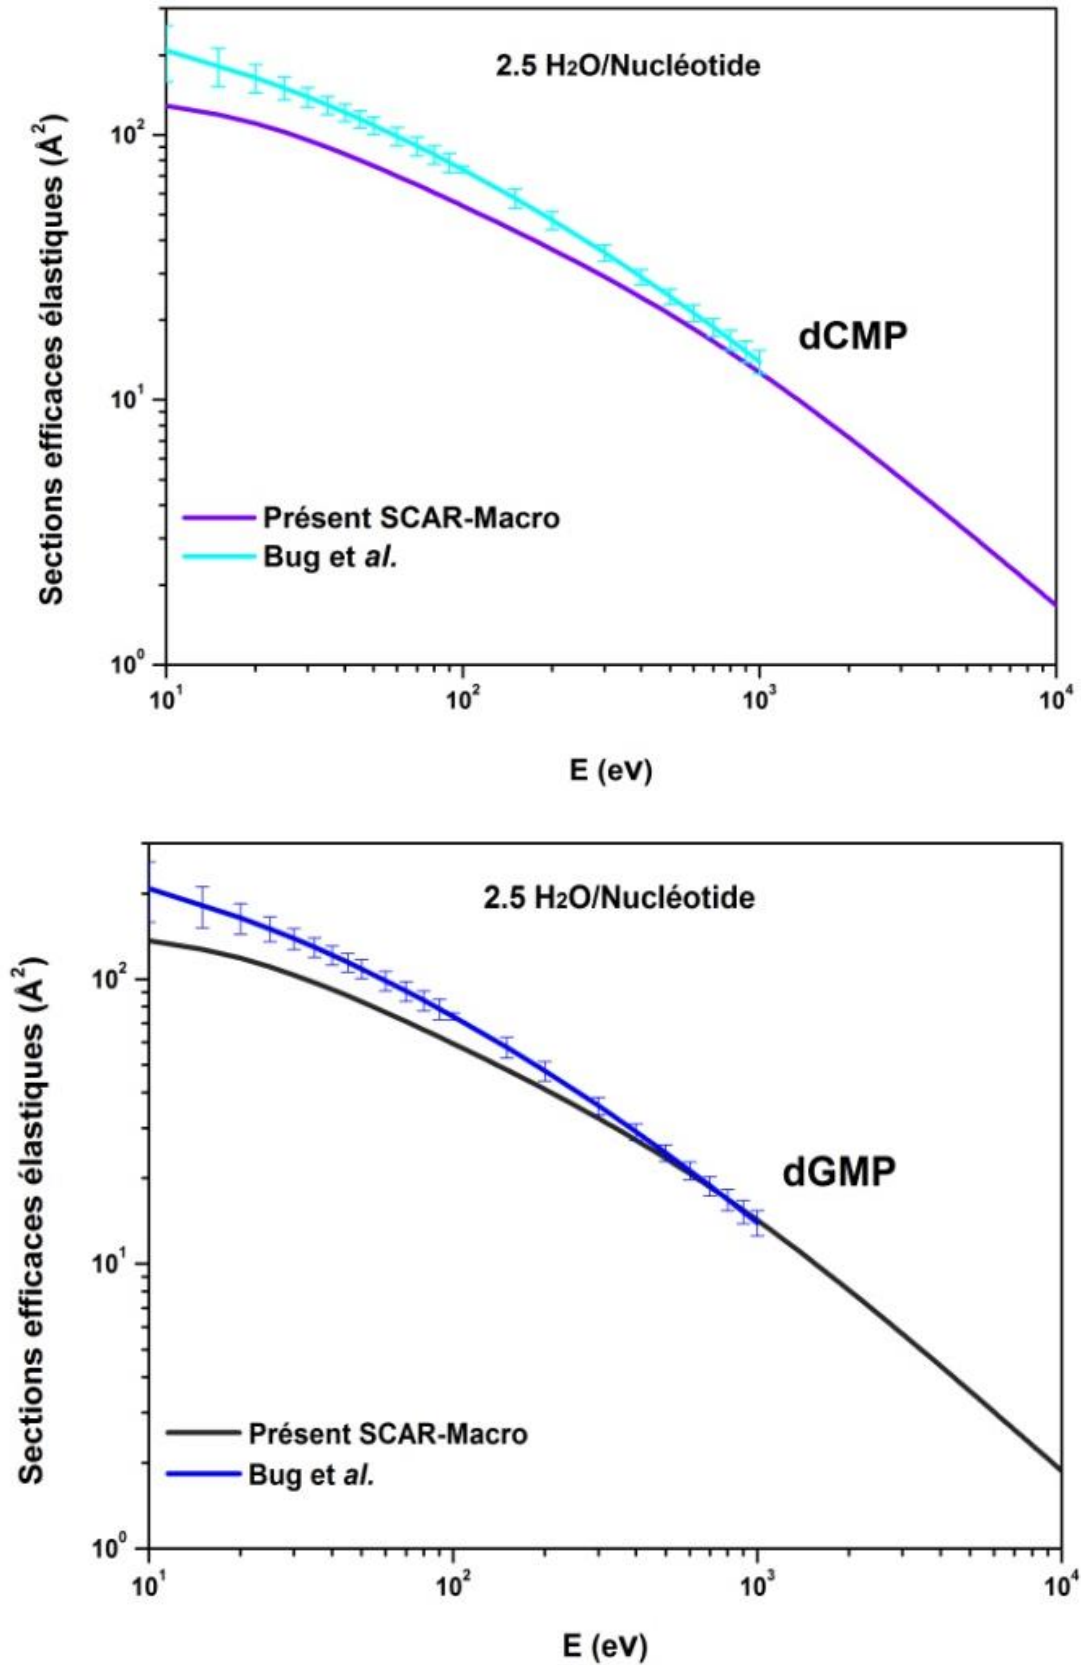 2.5 H₂O/Nucléotide
Sections efficaces élastiques (Å²)
10²
10¹
10⁰
dCMP
Présent SCAR-Macro
Bug et al.
10¹ 10² 10³ 10⁴
E (eV)
2.5 H₂O/Nucléotide
Sections efficaces élastiques (Å²)
10²
10¹
10⁰
dGMP
Présent SCAR-Macro
Bug et al.
10¹ 10² 10³ 10⁴
E (eV)